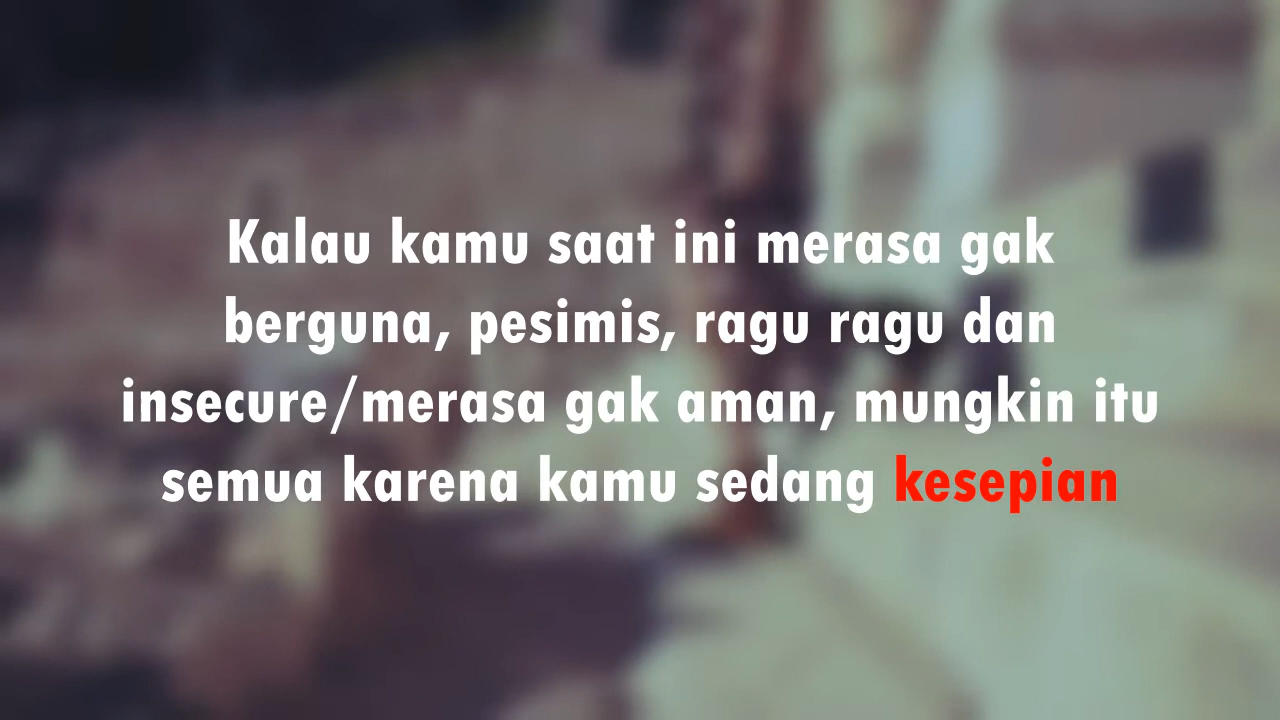 Kalau kamu saat ini merasa gak
berguna, pesimis, ragu ragu dan
insecure/merasa gak aman, mungkin itu
semua karena kamu sedang kesepian